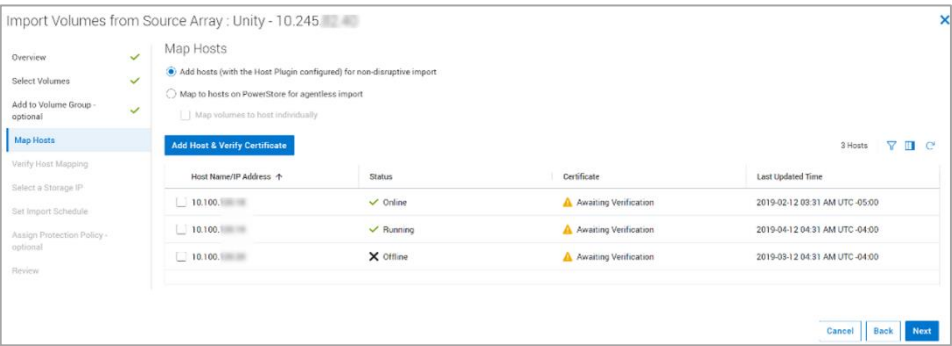 Import Volumes from Source Array : Unity - 10.245
Overview
Select Volumes
Add to Volume Group -
optional
Map Hosts
Verify Host Mapping
Select a Storage IP
Set Import Schedule
Assign Protection Policy -
optional
Review
Map Hosts
Add hosts (with the Host Plugin configured) for non-disruptive import
Map to hosts on PowerStore for agentless import
Map volumes to host individually
Add Host & Verify Certificate
3 Hosts
Host Name/IP Address ↑ Status Certificate Last Updated Time
10.100. Online Awaiting Verification 2019-02-12 03:31 AM UTC -05:00
10.100. Running Awaiting Verification 2019-04-12 04:31 AM UTC -04:00
10.100. Offline Awaiting Verification 2019-03-12 04:31 AM UTC -04:00
Cancel Back Next